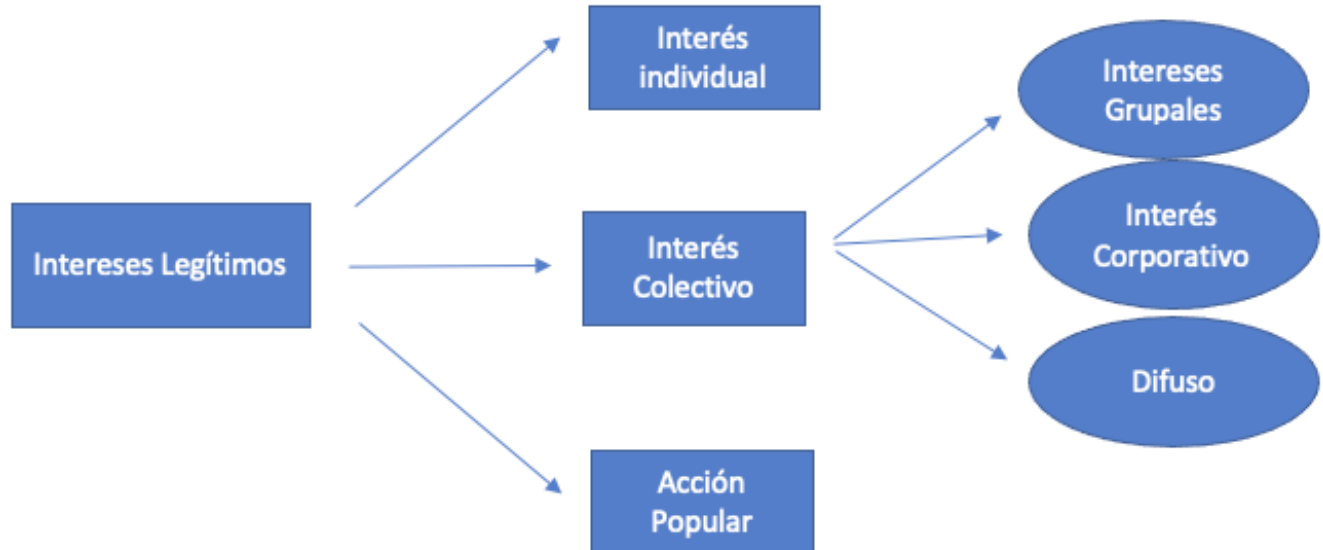 Intereses Legítimos
Interés
individual
Interés
Colectivo
Acción
Popular
Intereses
Grupales
Interés
Corporativo
Difuso